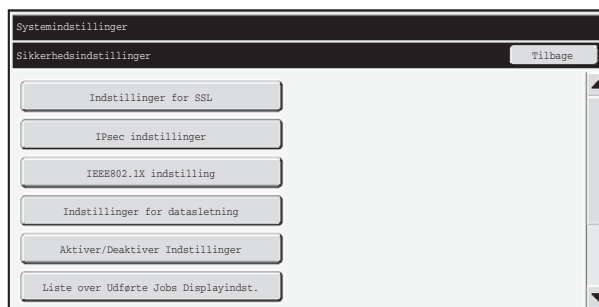 Systemindstillinger
Sikkerhedsindstillinger
Tilbage
Indstillinger for SSL
IPsec indstillinger
IEEE802.1X indstilling
Indstillinger for datasletning
Aktiver/Deaktiver Indstillinger
Liste over Udførte Jobs Displayindst.